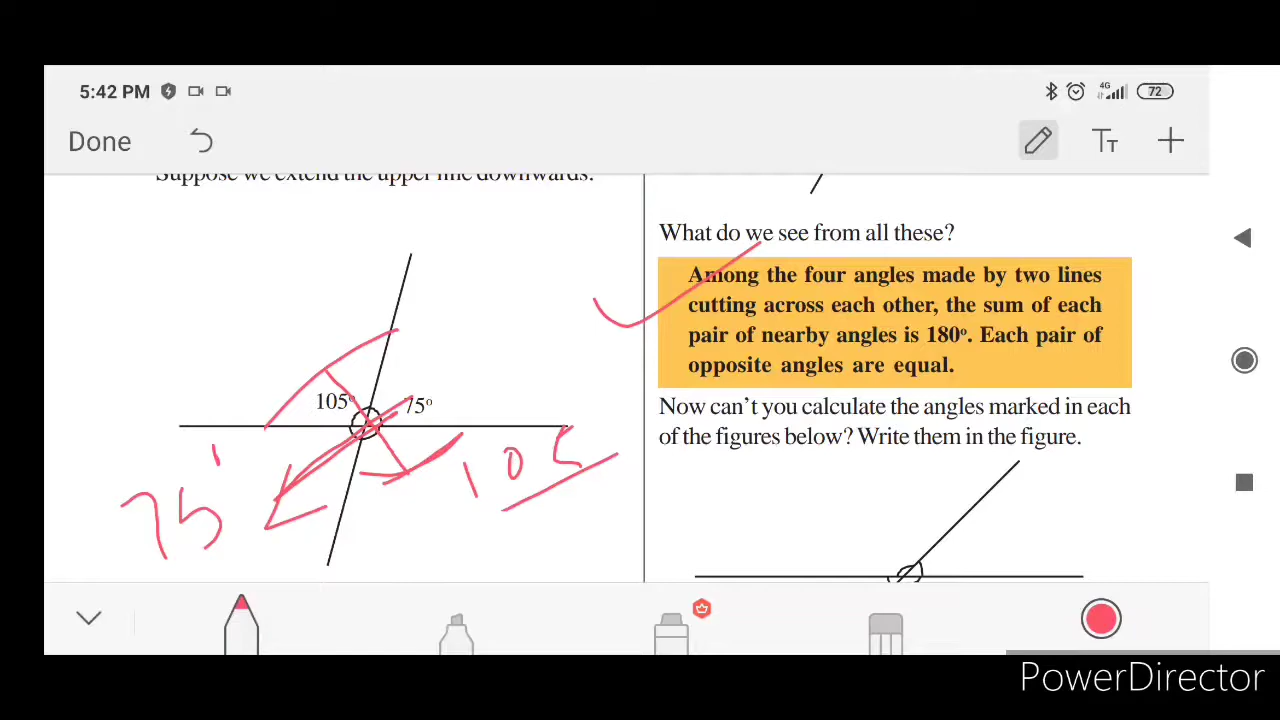 5:42 PM
4G
72
Done
TT
Suppose we extend the upper line downwards.
105°
75°
75
105
What do we see from all these?
Among the four angles made by two lines
cutting across each other, the sum of each
pair of nearby angles is 180°. Each pair of
opposite angles are equal.
Now can't you calculate the angles marked in each
of the figures below? Write them in the figure.
PowerDirector